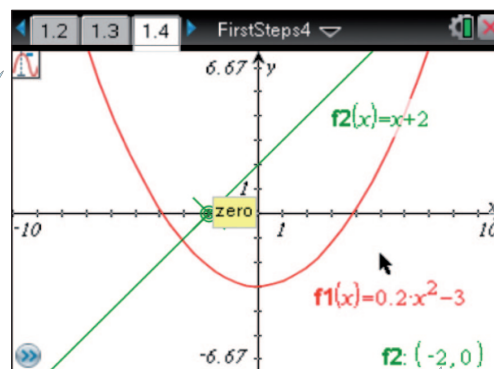 1.2 1.3 1.4 FirstSteps4
6.67 y
f2(x)=x+2
1
zero
x
-10 1 10
f1(x)=0.2·x²-3
-6.67 f2: (-2,0)